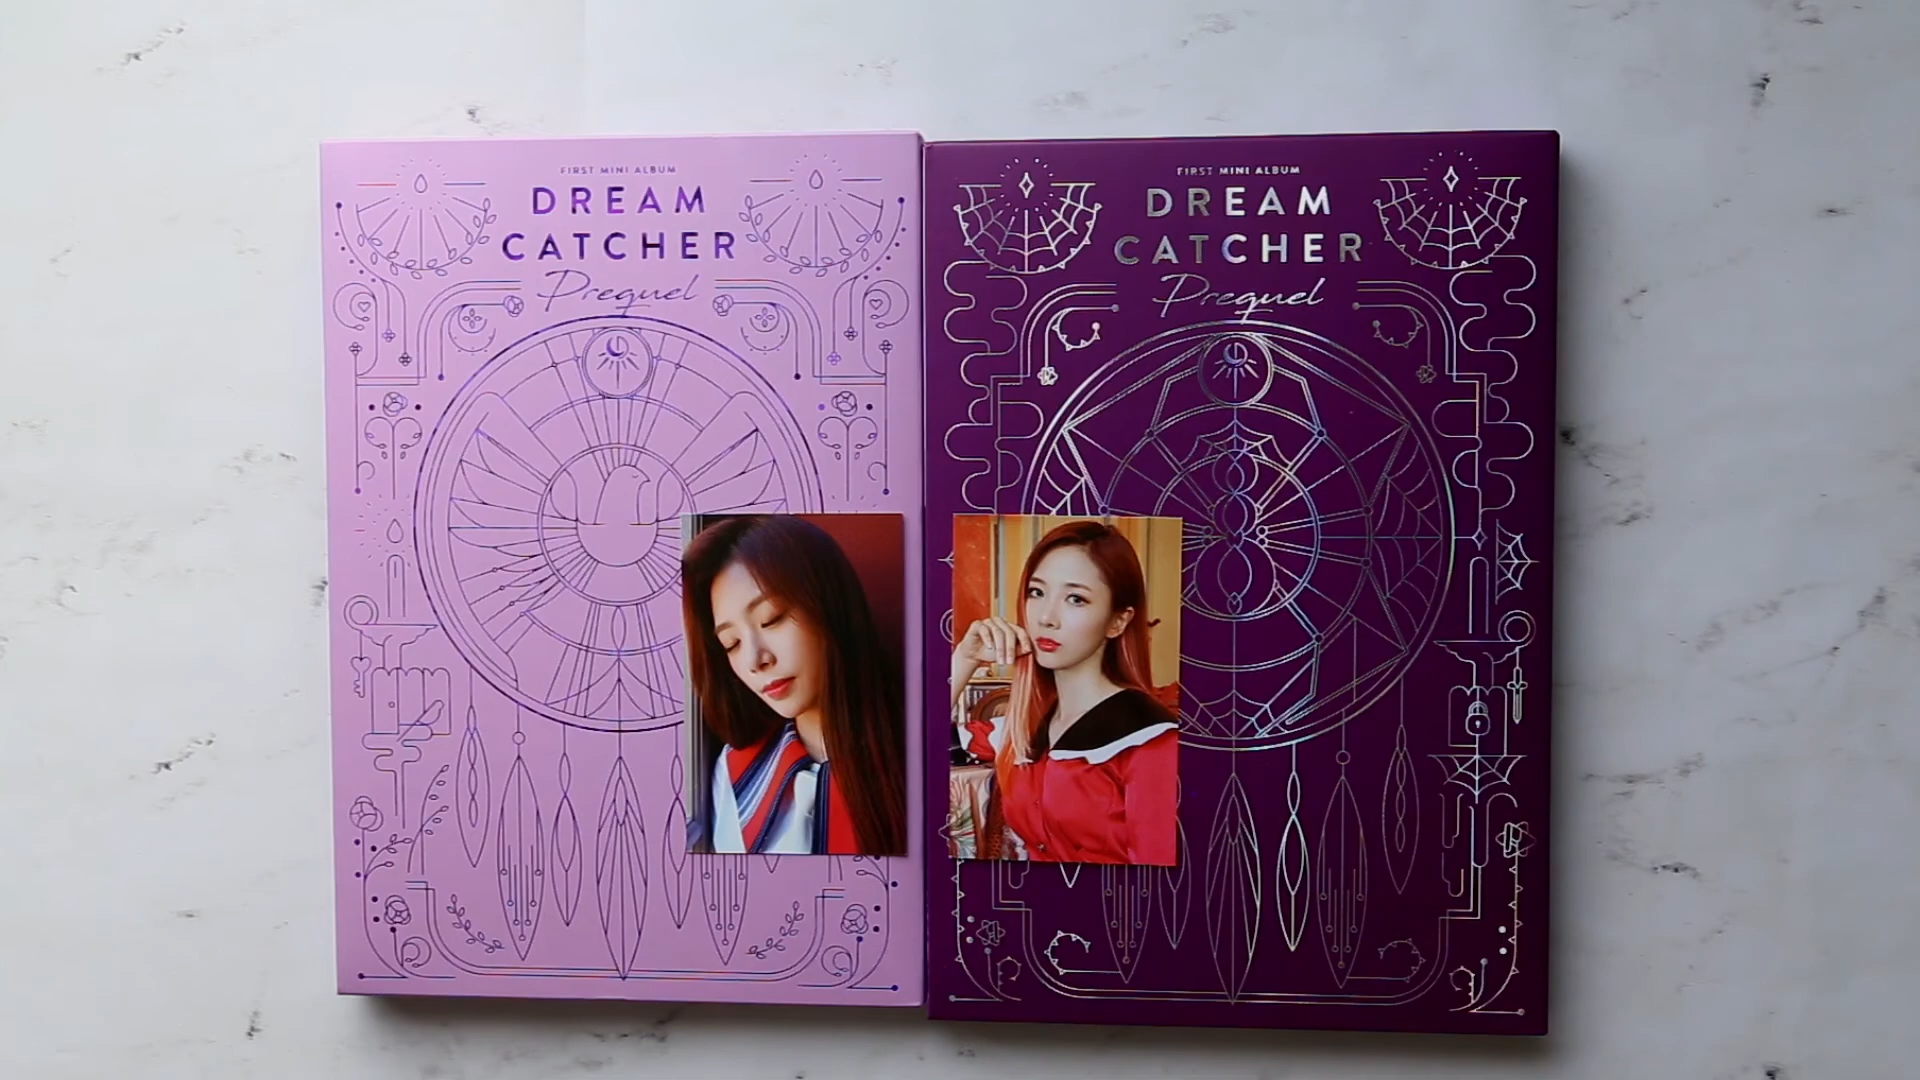 FIRST MINI ALBUM
DREAM
CATCHER
Prequel
FIRST MINI ALBUM
DREAM
CATCHER
Prequel